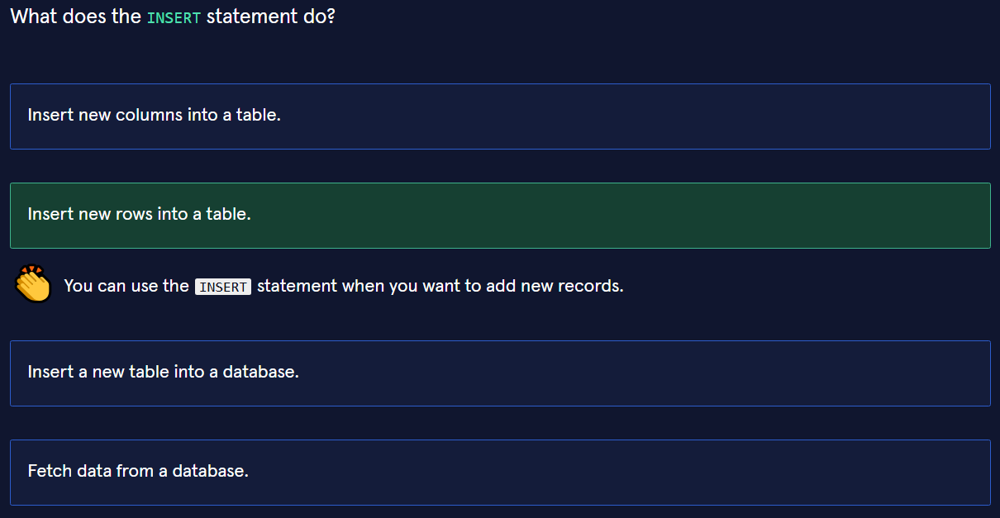 What does the INSERT statement do?
Insert new columns into a table.
Insert new rows into a table.
You can use the INSERT statement when you want to add new records.
Insert a new table into a database.
Fetch data from a database.